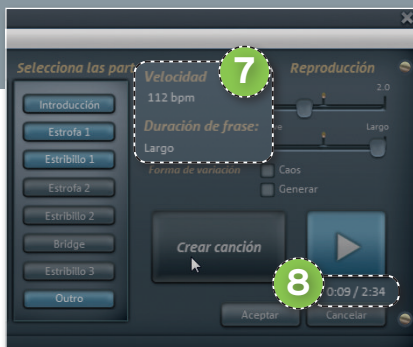 Selecciona las part
Reproducción
Velocidad
112 bpm
7
2.0
Introducción
Estrofa 1
Duración de frase:
Largo
Largo
Estribillo 1
Forma de variación
Caos
Estrofa 2
Generar
Estribillo 2
Bridge
Crear canción
Estribillo 3
8
0:09 / 2:34
Outro
Aceptar
Cancelar